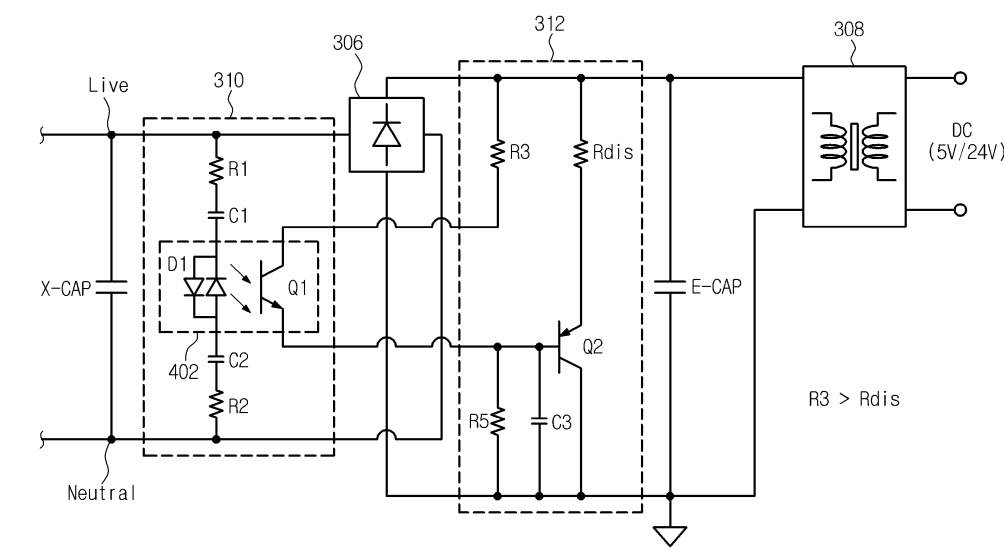 312
306
308
Live
310
R1
R3
Rdis
DC
(5V/24V)
C1
D1
Q1
X-CAP
E-CAP
402
C2
Q2
R2
R5
C3
R3 > Rdis
Neutral